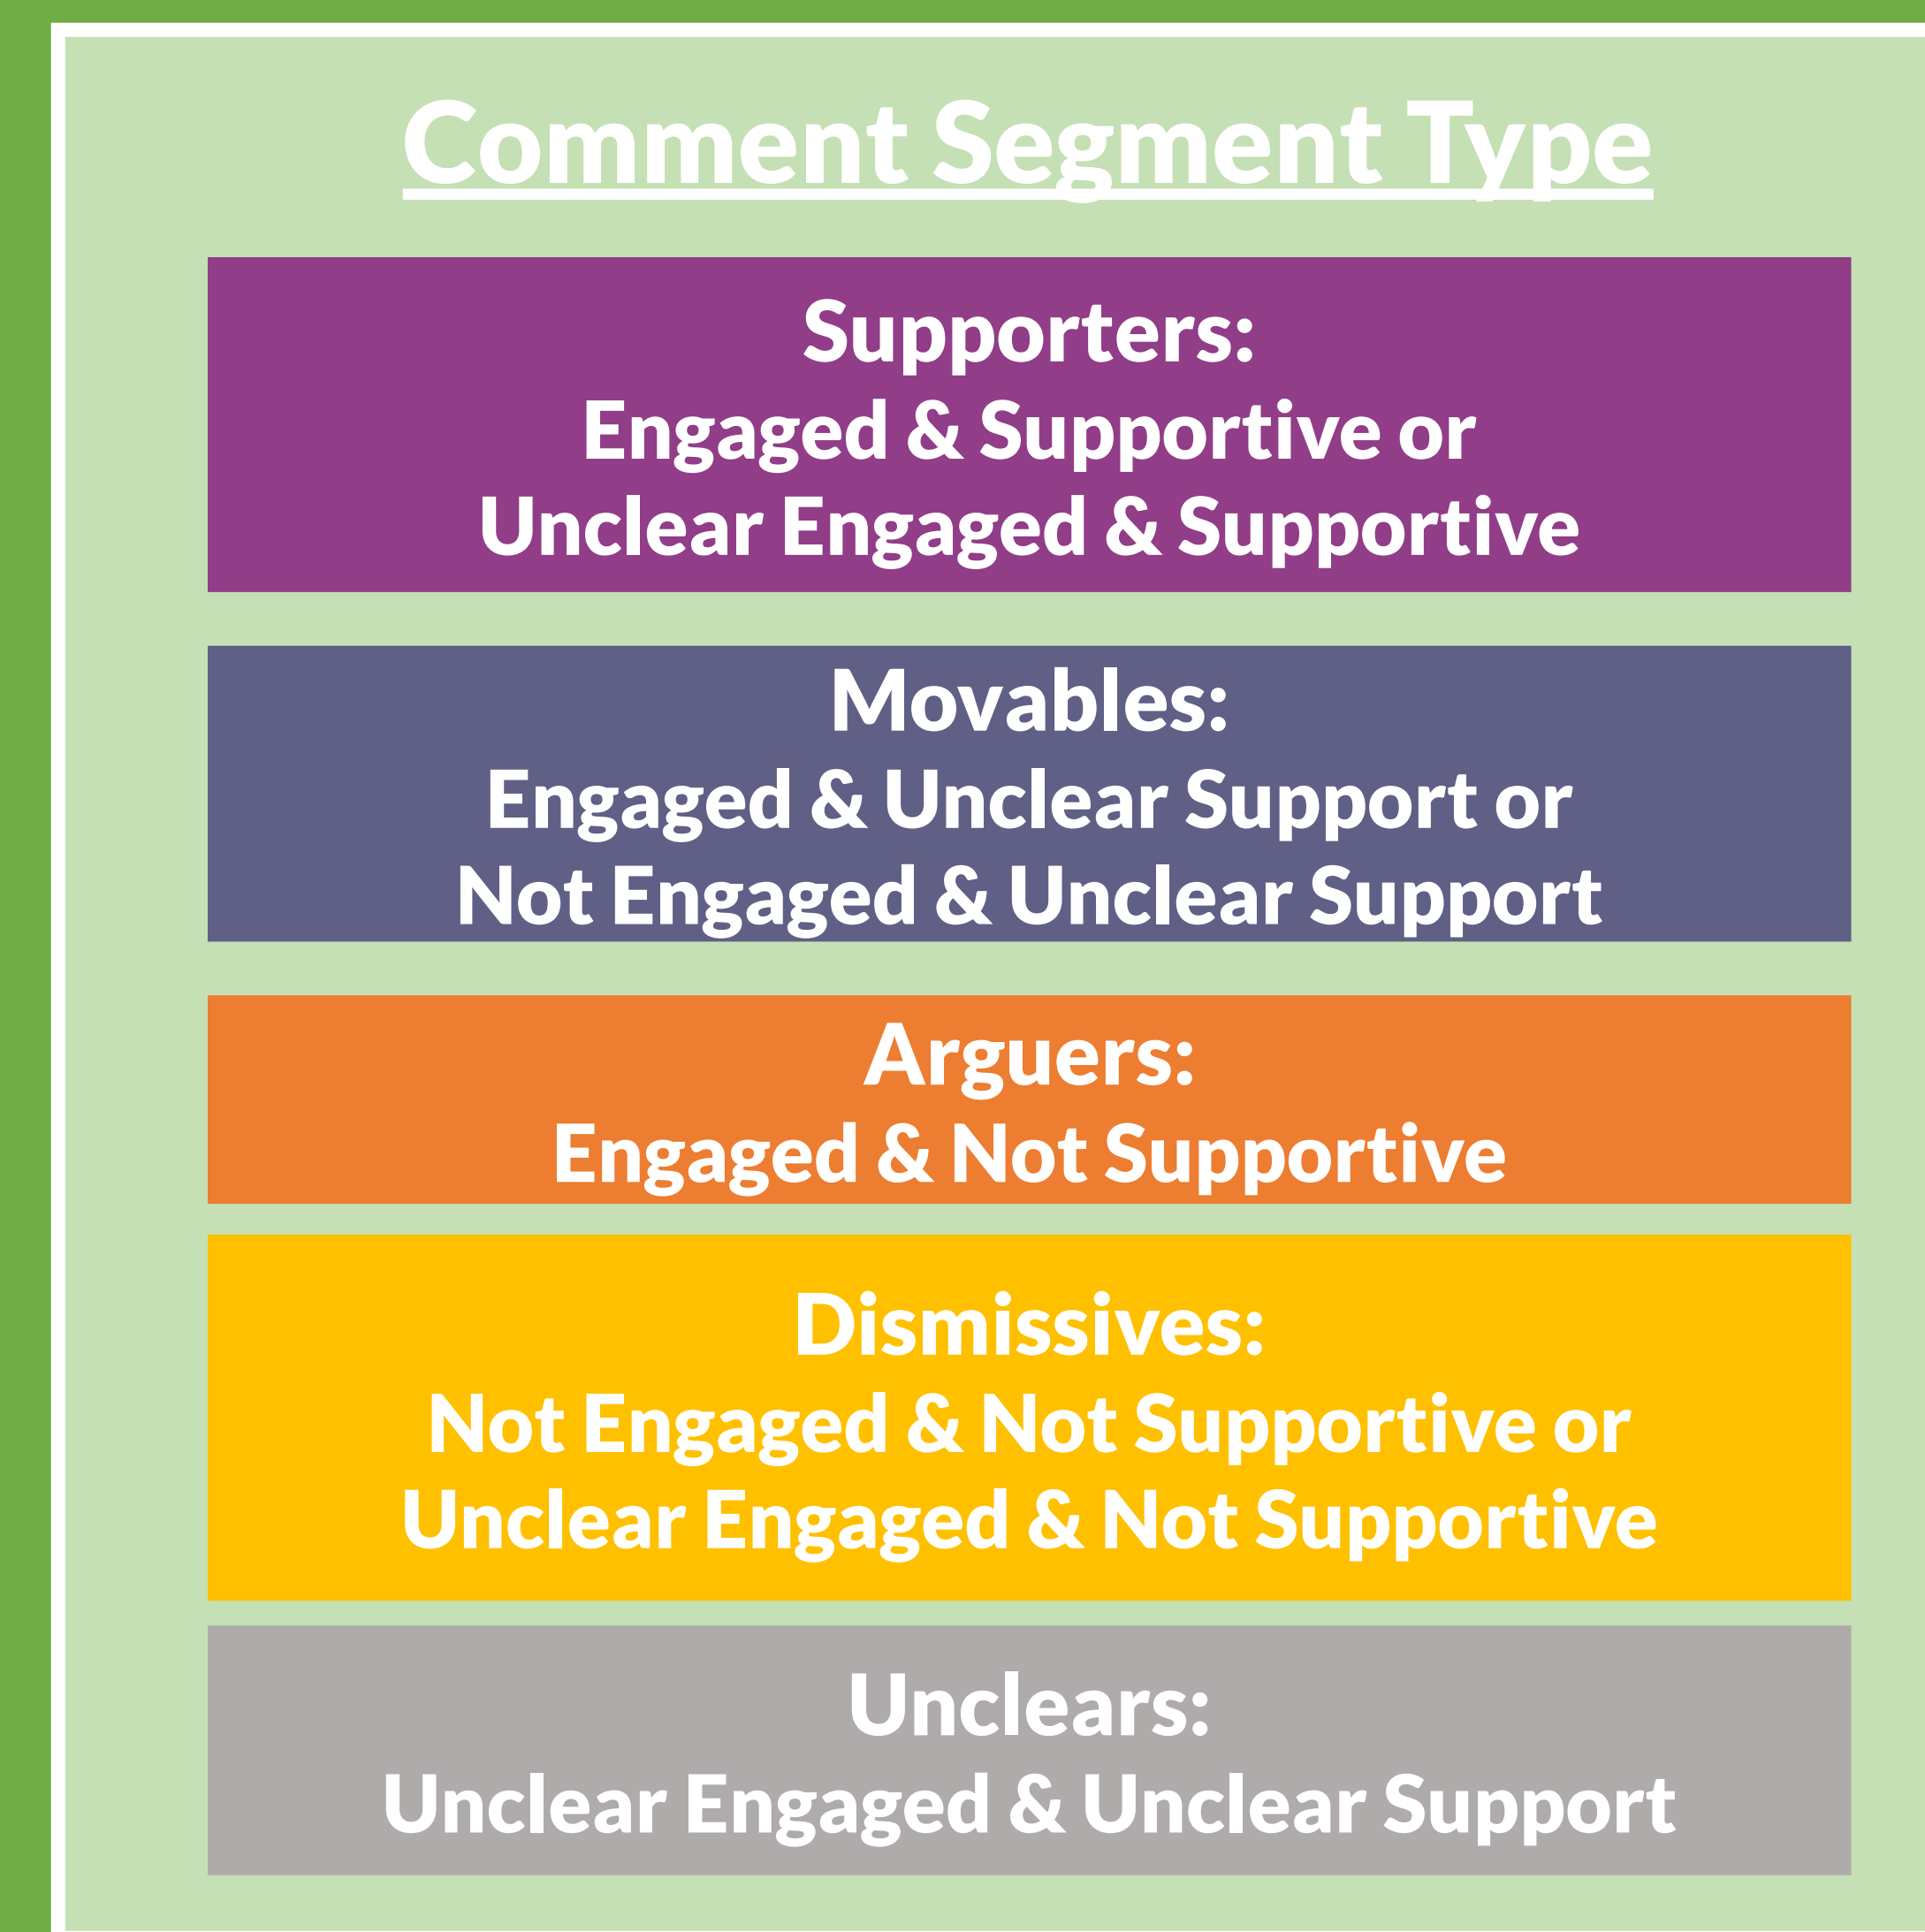 Comment Segment Type
Supporters:
Engaged & Supportive or
Unclear Engaged & Supportive
Movables:
Engaged & Unclear Support or
Not Engaged & Unclear Support
Arguers:
Engaged & Not Supportive
Dismissives:
Not Engaged & Not Supportive or
Unclear Engaged & Not Supportive
Unclears:
Unclear Engaged & Unclear Support